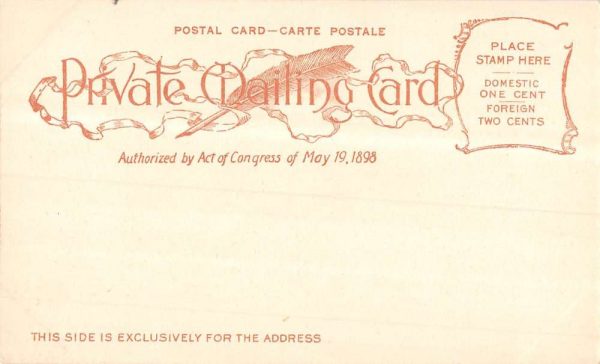 POSTAL CARD—CARTE POSTALE
Private Mailing Card
Authorized by Act of Congress of May 19, 1898
PLACE
STAMP HERE
DOMESTIC
ONE CENT
FOREIGN
TWO CENTS
THIS SIDE IS EXCLUSIVELY FOR THE ADDRESS